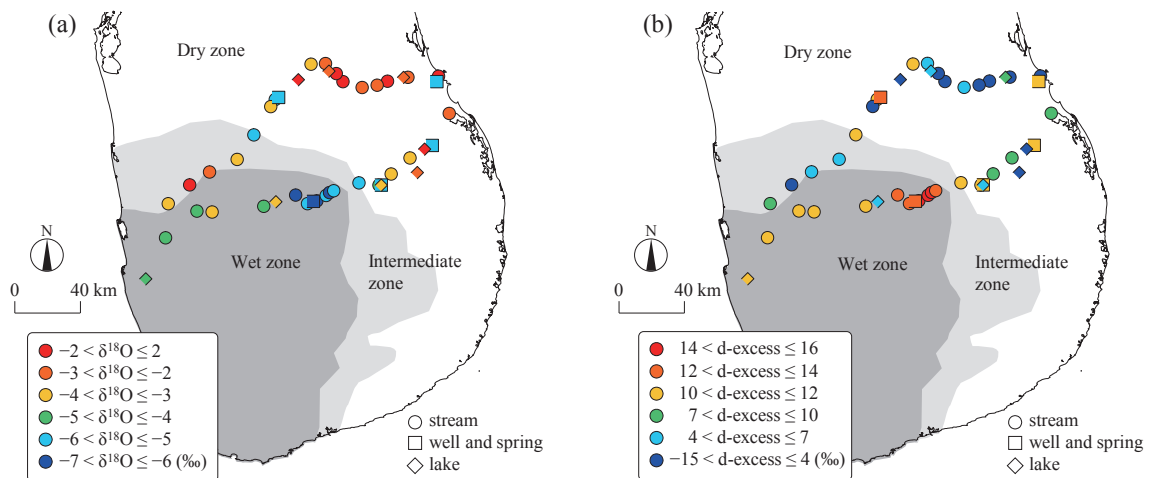 (a)
Dry zone
Wet zone
Intermediate
zone
N
0 40 km
−2 < δ¹⁸O ≤ 2
−3 < δ¹⁸O ≤ −2
−4 < δ¹⁸O ≤ −3
−5 < δ¹⁸O ≤ −4
−6 < δ¹⁸O ≤ −5
−7 < δ¹⁸O ≤ −6 (‰)
stream
well and spring
lake
(b)
Dry zone
Wet zone
Intermediate
zone
N
0 40 km
14 < d-excess ≤ 16
12 < d-excess ≤ 14
10 < d-excess ≤ 12
7 < d-excess ≤ 10
4 < d-excess ≤ 7
−15 < d-excess ≤ 4 (‰)
stream
well and spring
lake